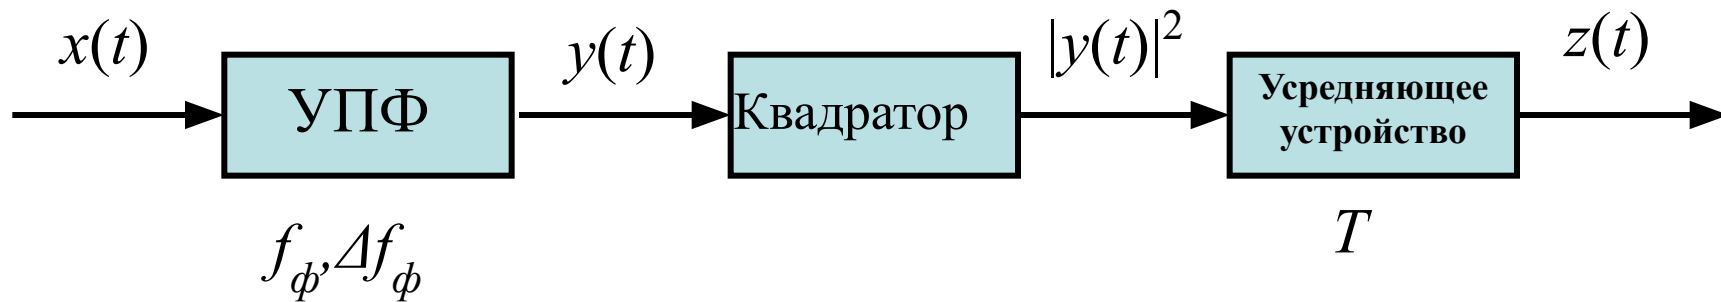 x(t)
УПФ
y(t)
Квадратор
|y(t)|²
Усредняющее
устройство
z(t)
f_ф,Δf_ф
T